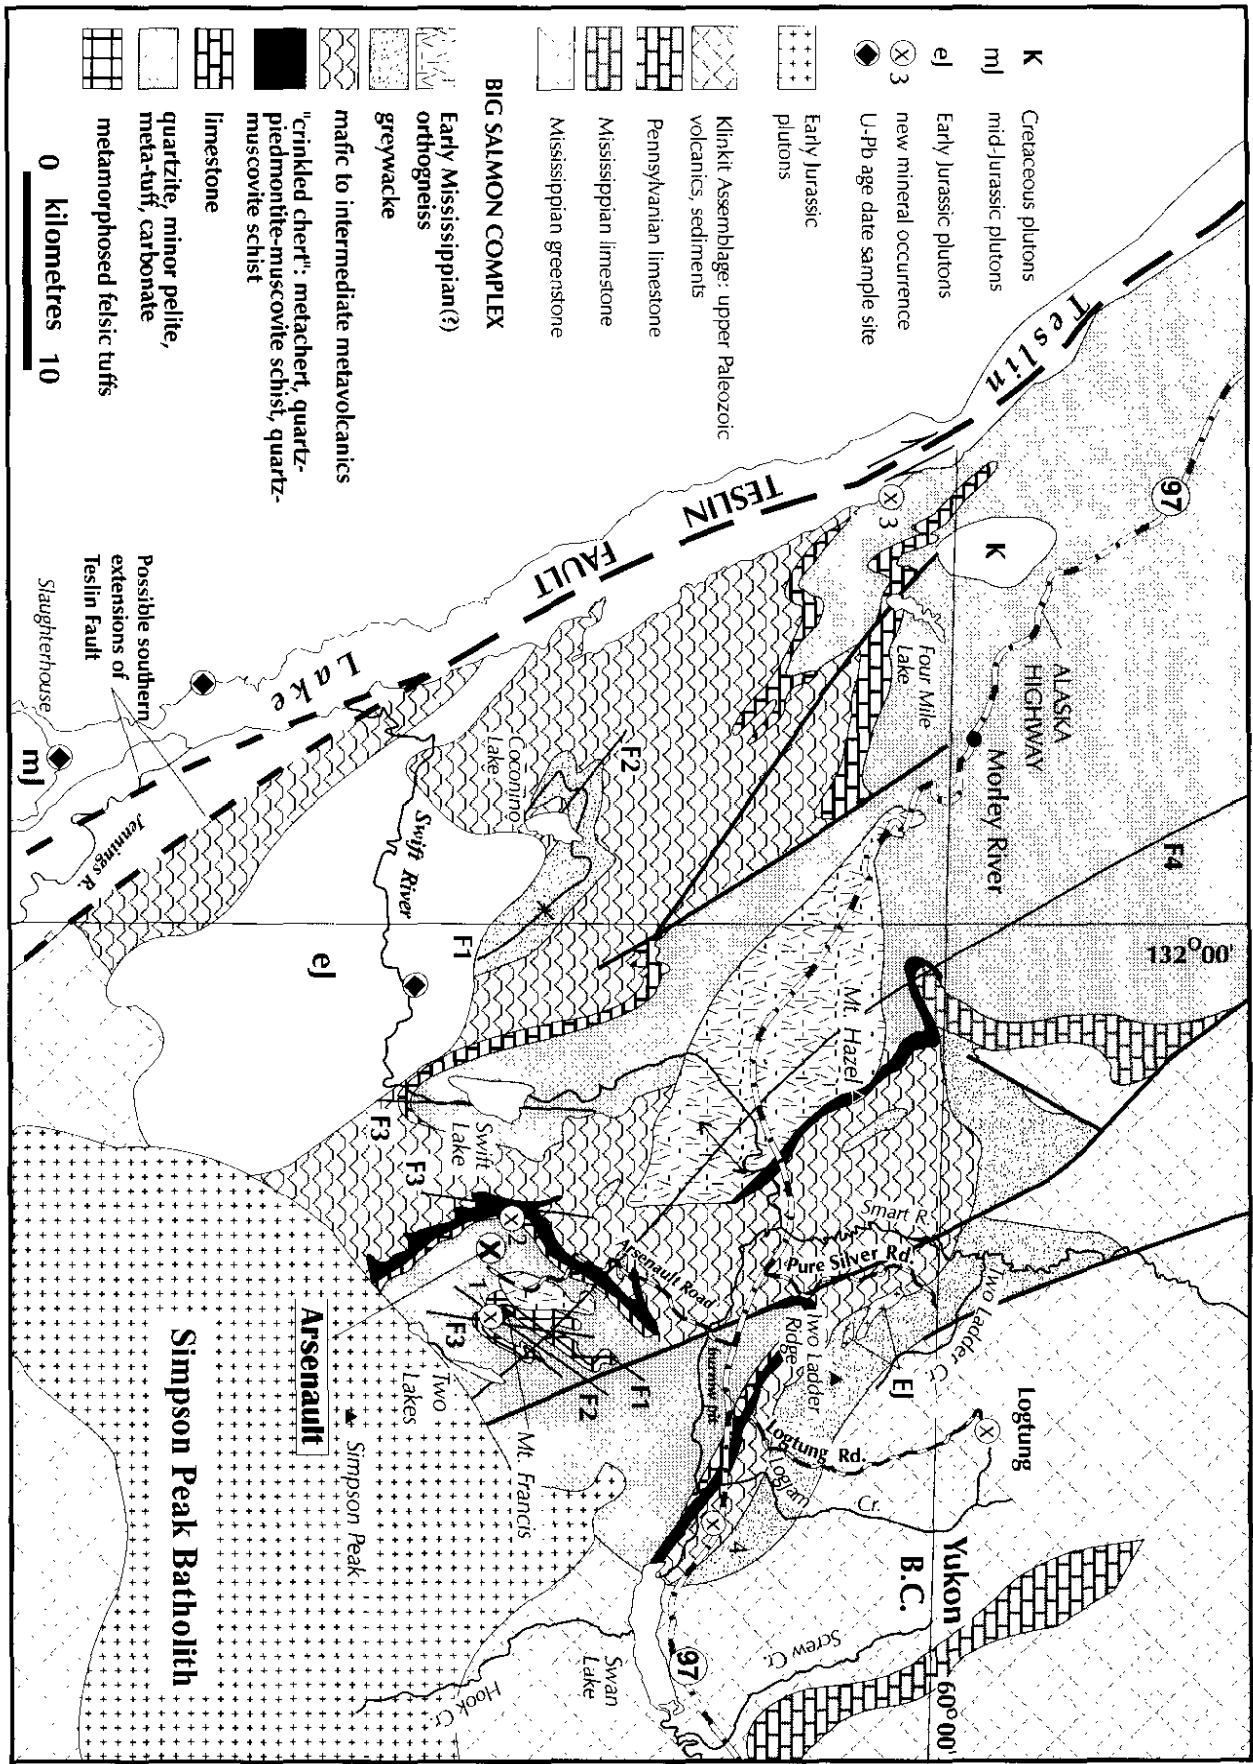 K Cretaceous plutons
mJ mid-Jurassic plutons
eJ Early Jurassic plutons
X 3 new mineral occurrence
U-Pb age date sample site
Early Jurassic
plutons
Klinkit Assemblage: upper Paleozoic
volcanics, sediments
Pennsylvanian limestone
Mississippian limestone
Mississippian greenstone
BIG SALMON COMPLEX
Early Mississippian(?)
orthogneiss
greywacke
mafic to intermediate metavolcanics
"crinkled chert": metachert, quartz-
piedmontite-muscovite schist, quartz-
muscovite schist
limestone
quartzite, minor pelite,
meta-tuff, carbonate
metamorphosed felsic tuffs
0 kilometres 10
Teslin
Lake
TESLIN
FAULT
97
K
X 3
ALASKA
HIGHWAY
Morley River
Four Mile
Lake
F4
132°00'
F2
Coconino
Lake
Swift River
F1
eJ
Possible southern
extensions of
Teslin Fault
Slaughterhouse
mJ
Jennings R.
Mt. Hazel
Swift
Lake
F3
F3
X 2
X
1
X
F3
Arsenault Road
Smart R.
Pure Silver Rd.
Two Ladder Cr.
Two Ladder
Ridge
EJ
Logtung
X
Logtung Rd.
Logjam
Cr.
X 4
F1
F2
Mt. Francis
Two
Lakes
Arsenault
Simpson Peak
Simpson Peak Batholith
Yukon
B.C.
60°00'
Screw Cr.
97
Swan
Lake
Hook Cr.